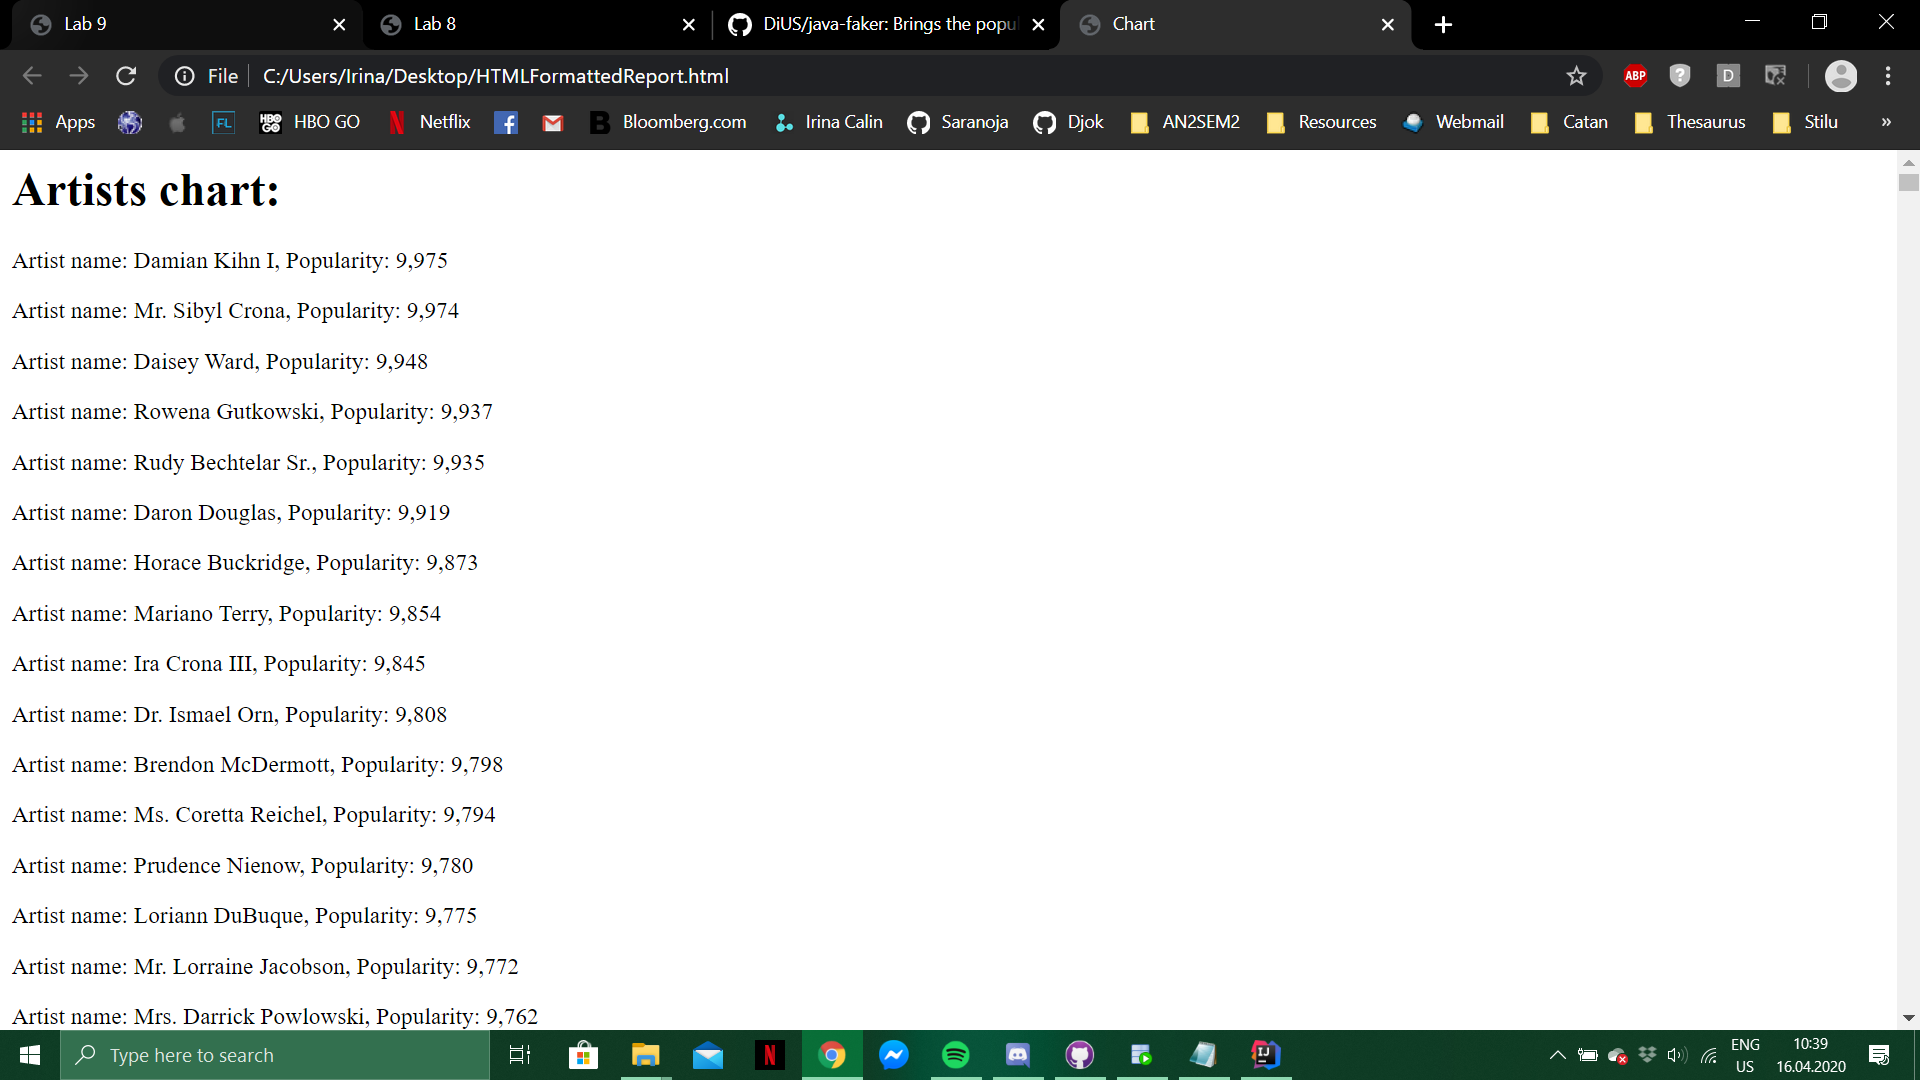 Lab 9
Lab 8
DiUS/java-faker: Brings the popu
Chart
File
C:/Users/Irina/Desktop/HTMLFormattedReport.html
ABP
D
Apps
FL
HBO GO
HBO GO
Netflix
Bloomberg.com
Irina Calin
Saranoja
Djok
AN2SEM2
Resources
Webmail
Catan
Thesaurus
Stilu
»
Artists chart:
Artist name: Damian Kihn I, Popularity: 9,975
Artist name: Mr. Sibyl Crona, Popularity: 9,974
Artist name: Daisey Ward, Popularity: 9,948
Artist name: Rowena Gutkowski, Popularity: 9,937
Artist name: Rudy Bechtelar Sr., Popularity: 9,935
Artist name: Daron Douglas, Popularity: 9,919
Artist name: Horace Buckridge, Popularity: 9,873
Artist name: Mariano Terry, Popularity: 9,854
Artist name: Ira Crona III, Popularity: 9,845
Artist name: Dr. Ismael Orn, Popularity: 9,808
Artist name: Brendon McDermott, Popularity: 9,798
Artist name: Ms. Coretta Reichel, Popularity: 9,794
Artist name: Prudence Nienow, Popularity: 9,780
Artist name: Loriann DuBuque, Popularity: 9,775
Artist name: Mr. Lorraine Jacobson, Popularity: 9,772
Artist name: Mrs. Darrick Powlowski, Popularity: 9,762
Type here to search
N
IJ
ENG
US
10:39
16.04.2020